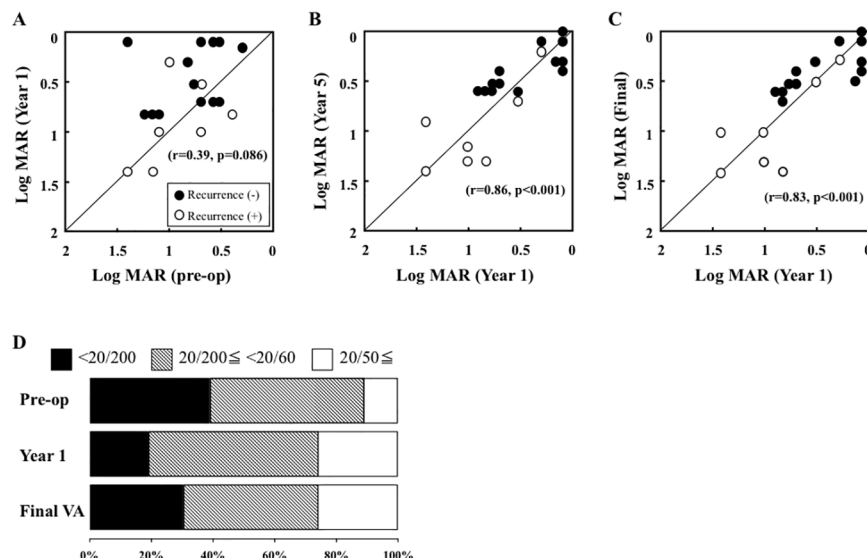 A
0
0.5
1
1.5
2
Log MAR (Year 1)
(r=0.39, p=0.086)
Recurrence (-)
Recurrence (+)
2 1.5 1 0.5 0
Log MAR (pre-op)
B
0
0.5
1
1.5
2
Log MAR (Year 5)
(r=0.86, p<0.001)
2 1.5 1 0.5 0
Log MAR (Year 1)
C
0
0.5
1
1.5
2
Log MAR (Final)
(r=0.83, p<0.001)
2 1.5 1 0.5 0
Log MAR (Year 1)
D
<20/200 20/200≦ <20/60 20/50≦
Pre-op
Year 1
Final VA
0% 20% 40% 60% 80% 100%